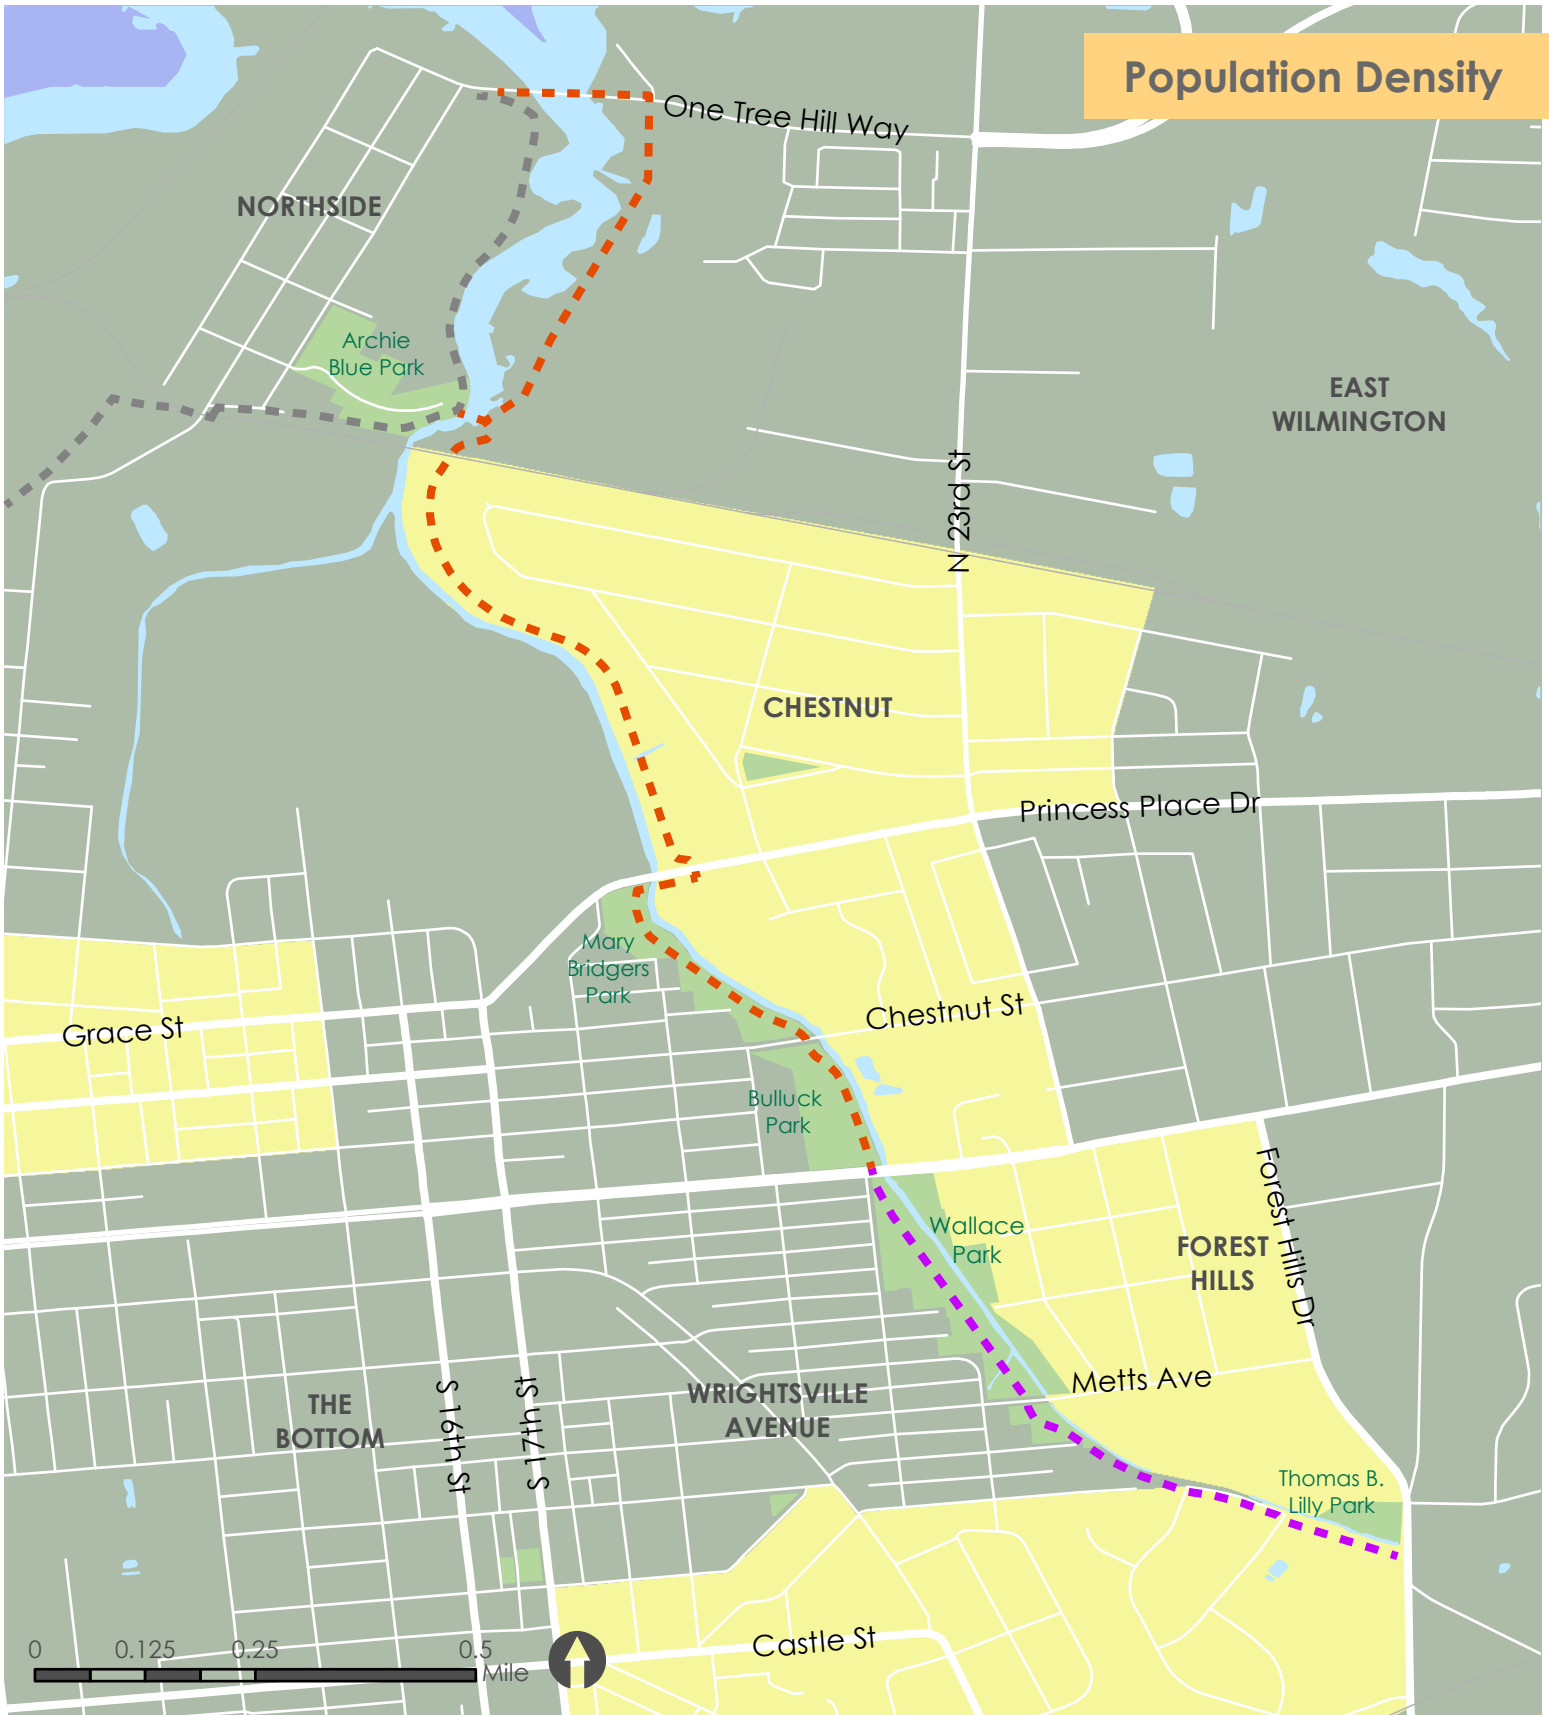 Population Density
One Tree Hill Way
NORTHSIDE
Archie
Blue Park
EAST
WILMINGTON
N 23rd St
CHESTNUT
Princess Place Dr
Mary
Bridgers
Park
Grace St
Chestnut St
Bulluck
Park
Forest Hills Dr
Wallace
Park
FOREST
HILLS
Metts Ave
THE
BOTTOM
S 16th St
S 17th St
WRIGHTSVILLE
AVENUE
Thomas B.
Lilly Park
Castle St
0 0.125 0.25 0.5
Mile